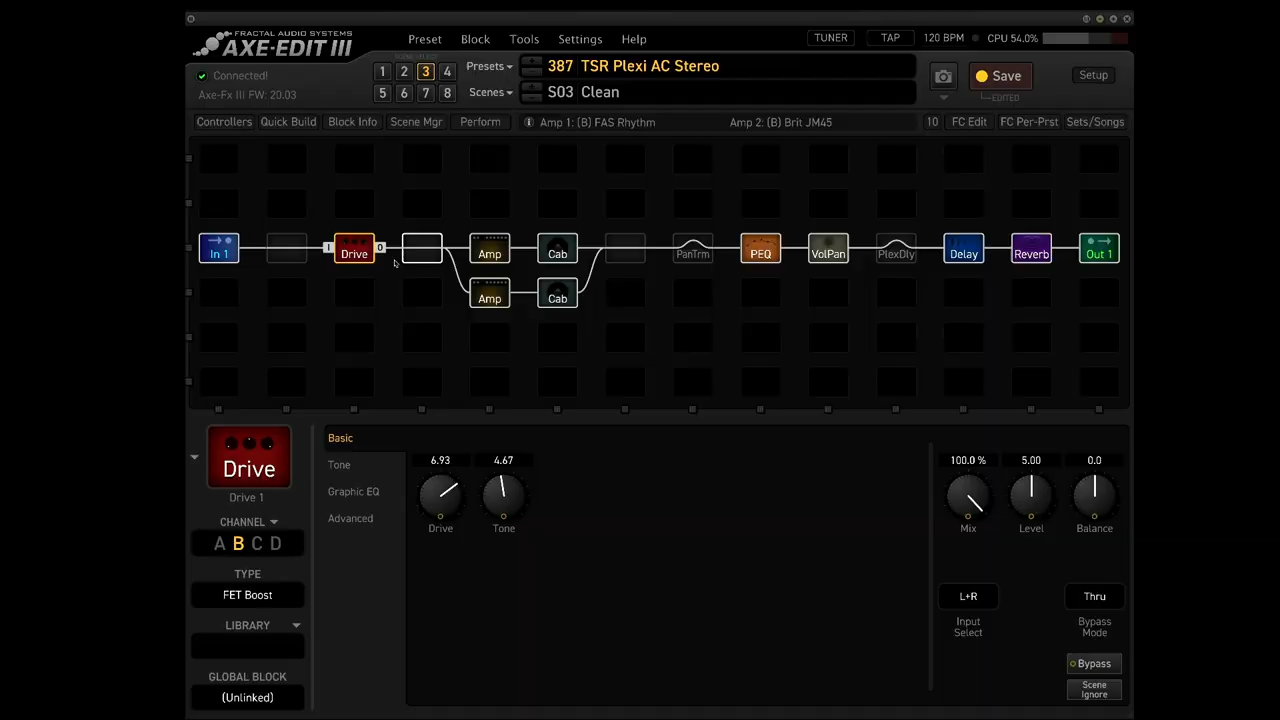 FRACTAL AUDIO SYSTEMS
AXE-EDIT III
Preset Block Tools Settings Help
TUNER TAP 120 BPM CPU 54.0%
Connected!
Axe-Fx III FW: 20.03
1 2 3 4
5 6 7 8
Presets 387 TSR Plexi AC Stereo
Scenes S03 Clean
Save
EDITED
Setup
Controllers Quick Build Block Info Scene Mgr Perform Amp 1: (B) FAS Rhythm Amp 2: (B) Brit JM45 10 FC Edit FC Per-Prst Sets/Songs
In 1 I Drive O Amp Cab PanTrm PEQ VolPan PlexDly Delay Reverb Out 1
Amp Cab
Drive
Drive 1
CHANNEL
A B C D
TYPE
FET Boost
LIBRARY
GLOBAL BLOCK
(Unlinked)
Basic
Tone
Graphic EQ
Advanced
6.93 4.67
Drive Tone
100.0 % 5.00 0.0
Mix Level Balance
L+R Thru
Input Select
Bypass Mode
Bypass
Scene Ignore